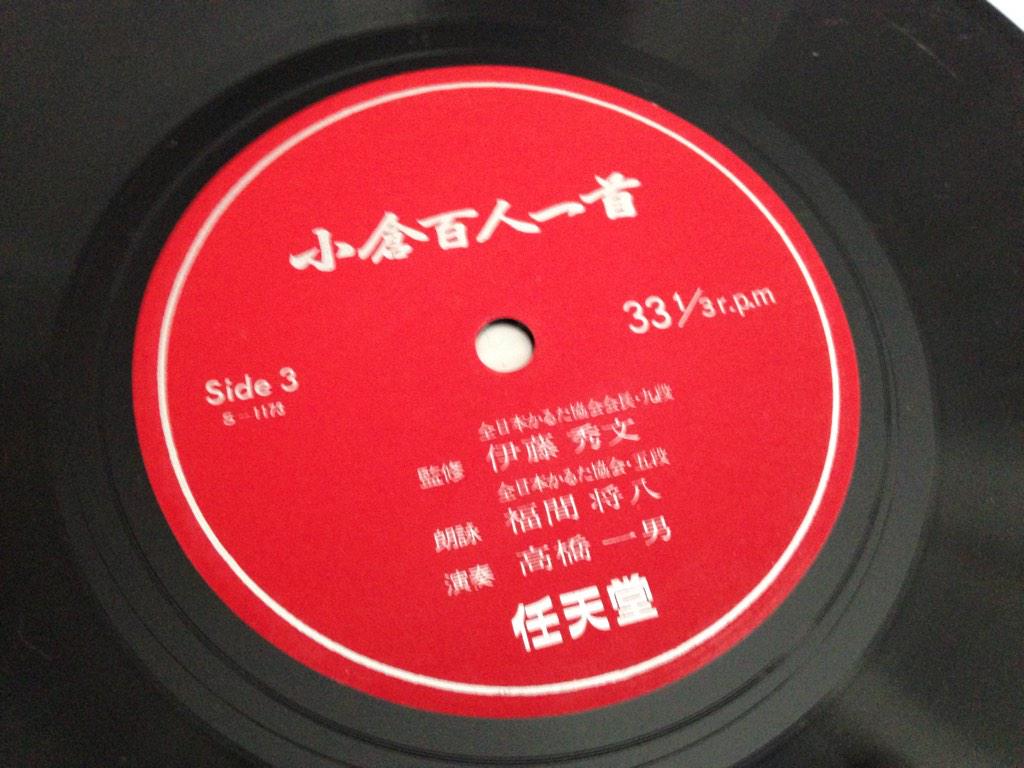 小倉百人一首
33 1/3 r.p.m
Side 3
g-1173
全日本かるた協会会長・九段
監修 伊藤 秀文
全日本かるた協会・五段
朗詠 福間 将八
演奏 高橋 一男
任天堂